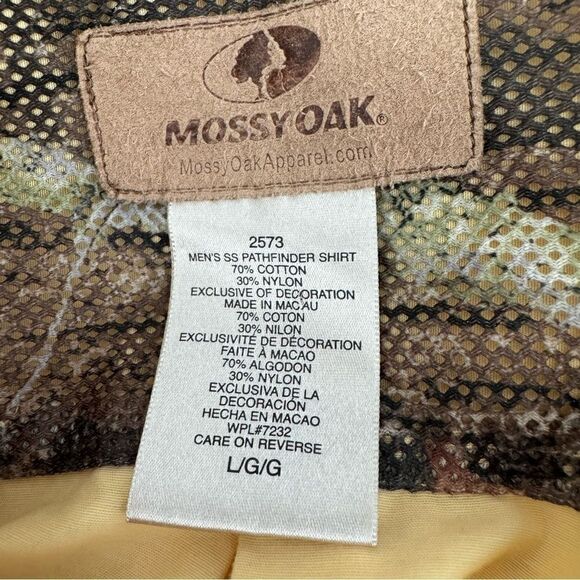 MOSSY OAK®
MossyOakApparel.com
2573
MEN'S SS PATHFINDER SHIRT
70% COTTON
30% NYLON
EXCLUSIVE OF DECORATION
MADE IN MACAU
70% COTON
30% NILON
EXCLUSIVITÉ DE DÉCORATION
FAITE À MACAO
70% ALGODON
30% NYLON
EXCLUSIVA DE LA
DECORACIÓN
HECHA EN MACAO
WPL#7232
CARE ON REVERSE
L/G/G